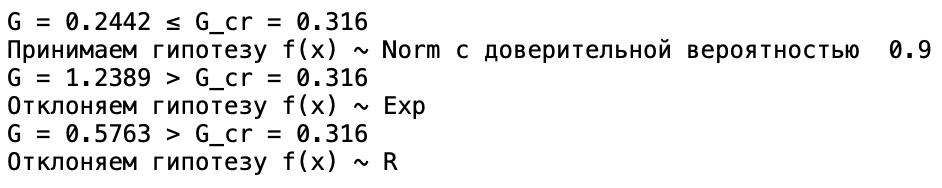 G = 0.2442 ≤ G_cr = 0.316
Принимаем гипотезу f(x) ~ Norm с доверительной вероятностью  0.9
G = 1.2389 > G_cr = 0.316
Отклоняем гипотезу f(x) ~ Exp
G = 0.5763 > G_cr = 0.316
Отклоняем гипотезу f(x) ~ R